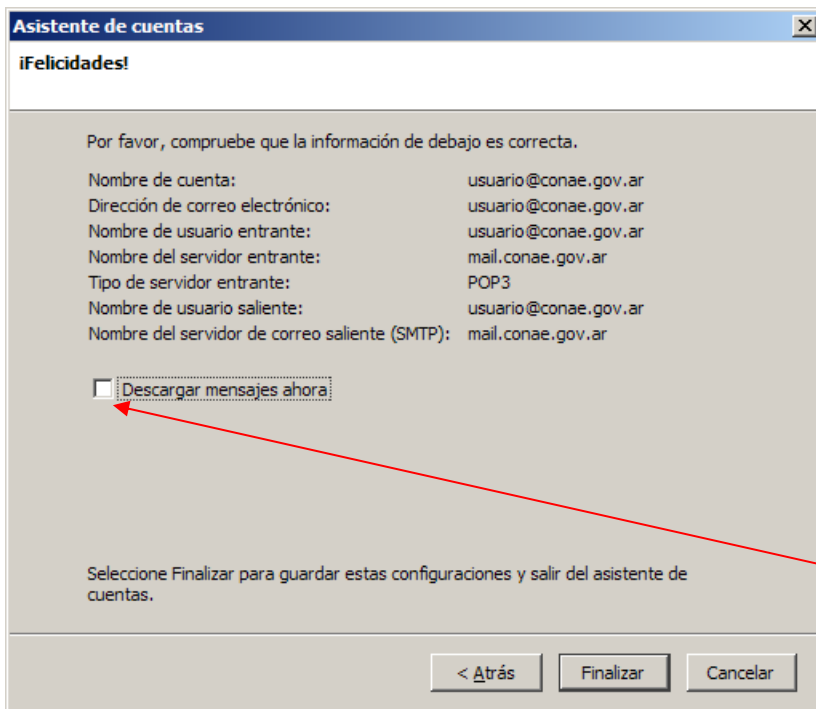 Asistente de cuentas
¡Felicidades!
Por favor, compruebe que la información de debajo es correcta.
Nombre de cuenta: usuario@conae.gov.ar
Dirección de correo electrónico: usuario@conae.gov.ar
Nombre de usuario entrante: usuario@conae.gov.ar
Nombre del servidor entrante: mail.conae.gov.ar
Tipo de servidor entrante: POP3
Nombre de usuario saliente: usuario@conae.gov.ar
Nombre del servidor de correo saliente (SMTP): mail.conae.gov.ar
Descargar mensajes ahora
Seleccione Finalizar para guardar estas configuraciones y salir del asistente de
cuentas.
< Atrás Finalizar Cancelar